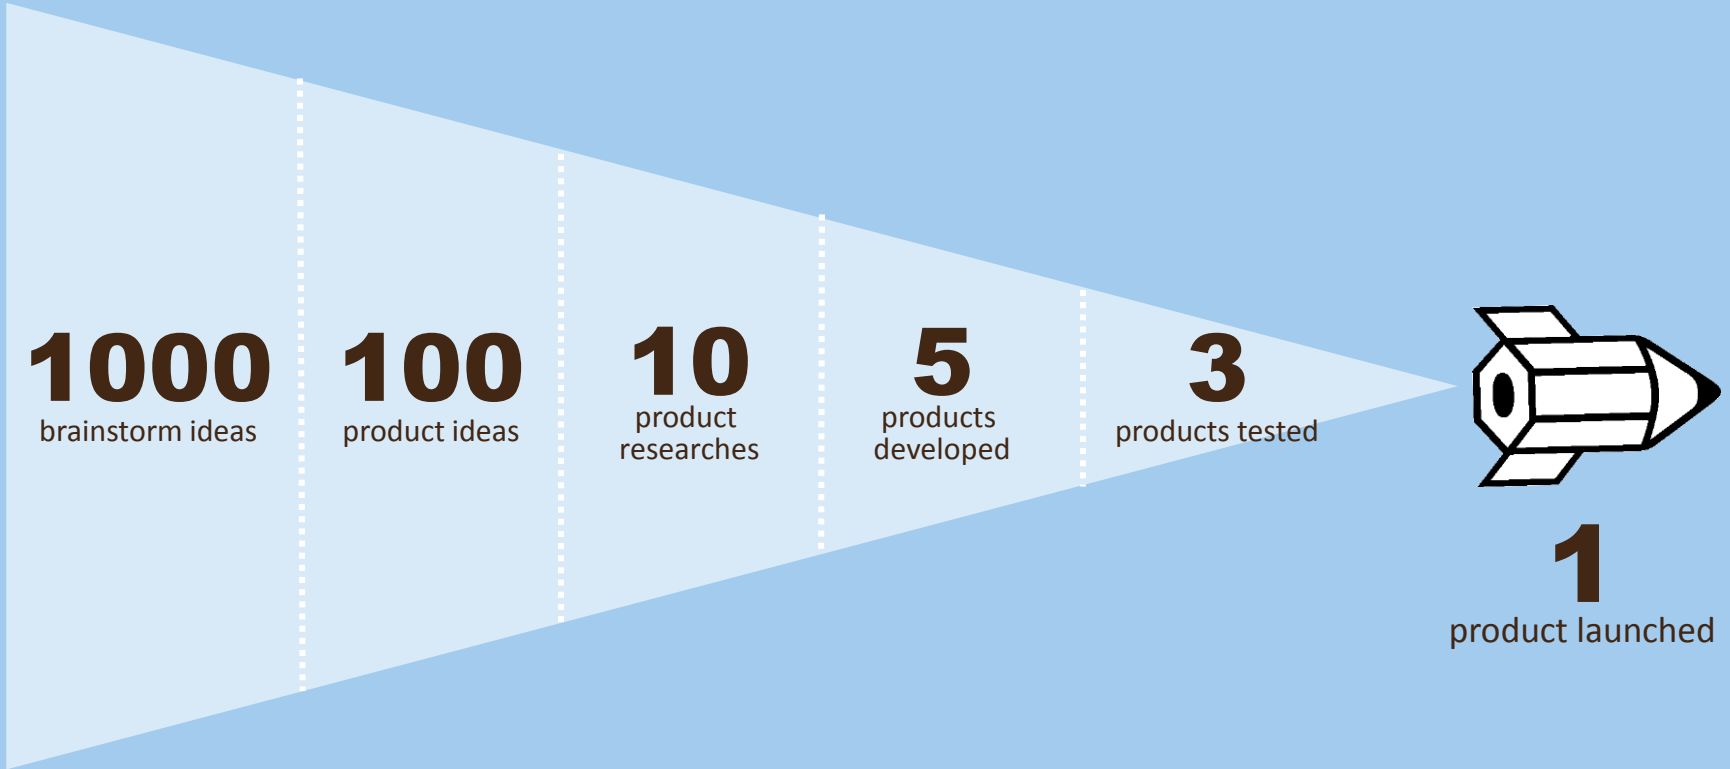 1000
brainstorm ideas
100
product ideas
10
product
researches
5
products
developed
3
products tested
1
product launched